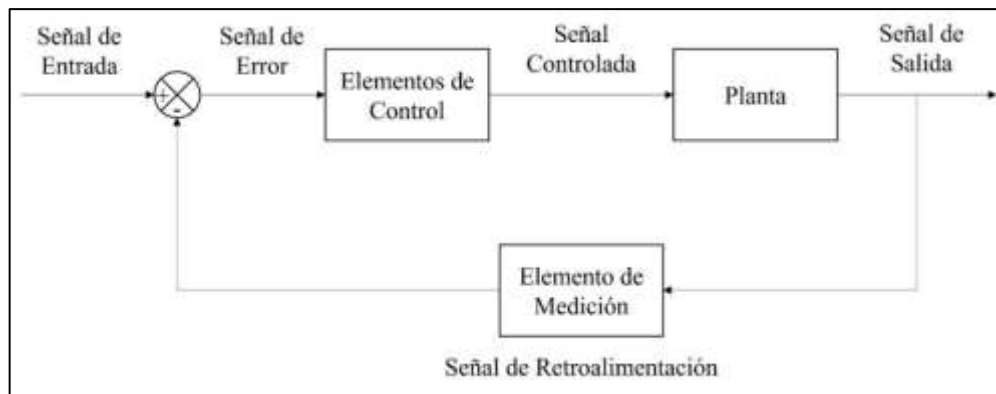 Señal de
Entrada
Señal de
Error
Elementos de
Control
Señal
Controlada
Planta
Señal de
Salida
+
-
Elemento de
Medición
Señal de Retroalimentación